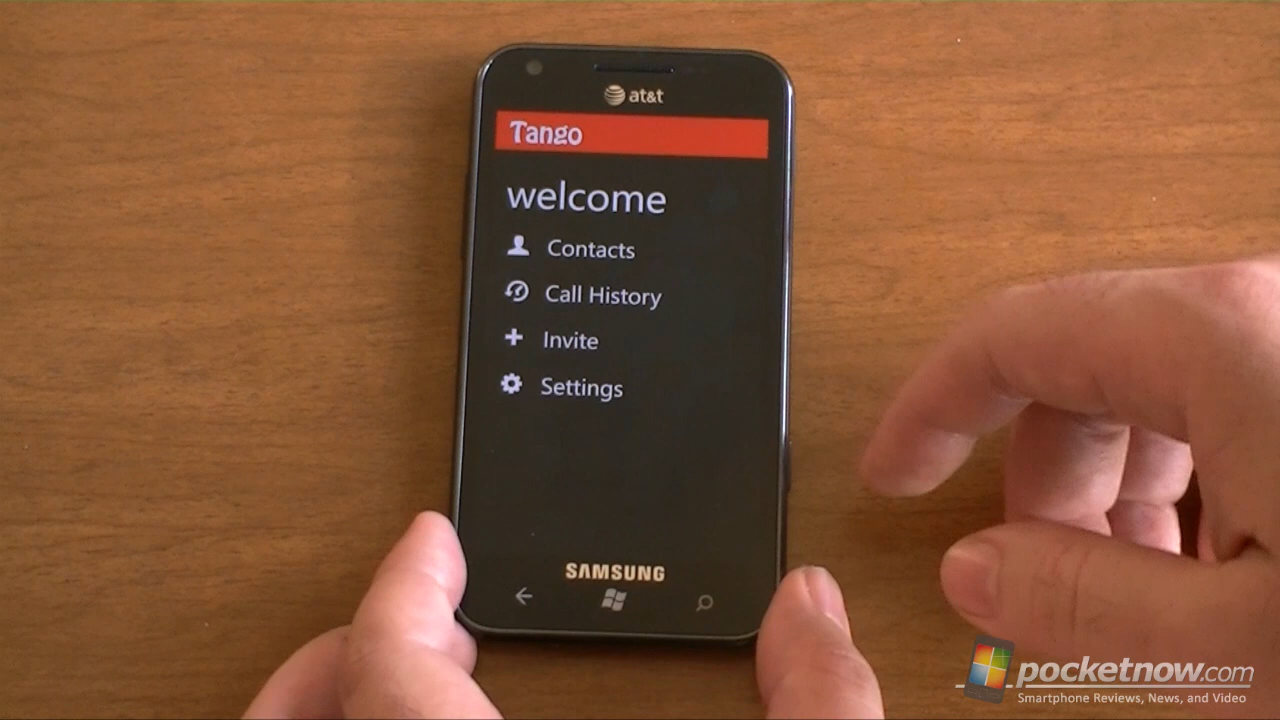 at&t
Tango
welcome
Contacts
Call History
Invite
Settings
SAMSUNG
pocketnow.com
Smartphone Reviews, News, and Video